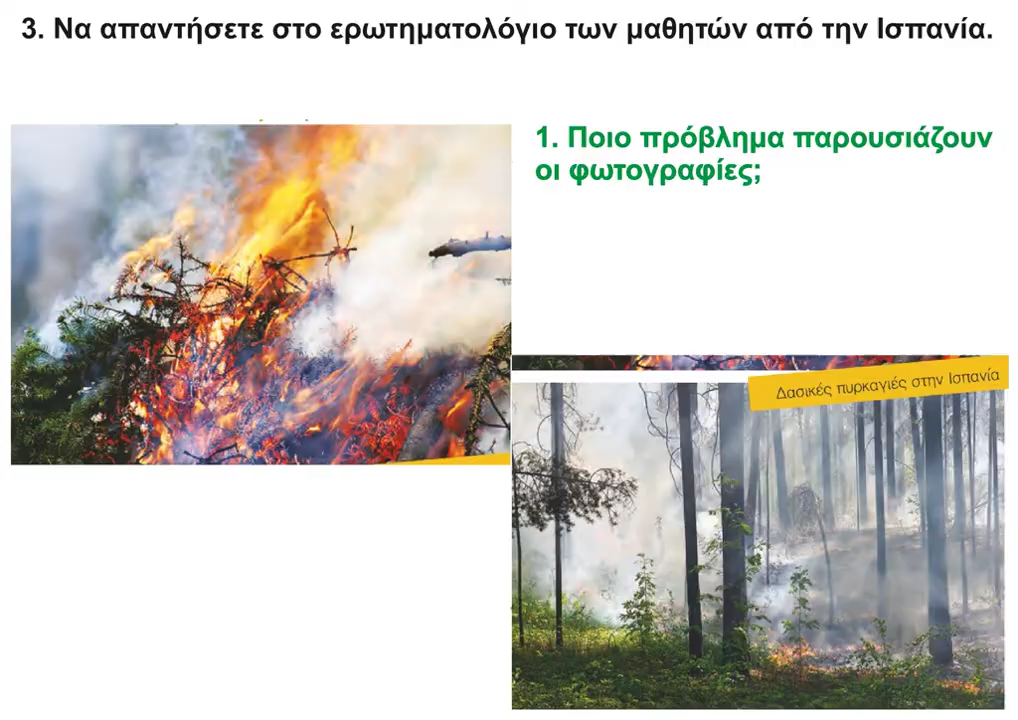 3. Να απαντήσετε στο ερωτηματολόγιο των μαθητών από την Ισπανία.
1. Ποιο πρόβλημα παρουσιάζουν
οι φωτογραφίες;
Δασικές πυρκαγιές στην Ισπανία